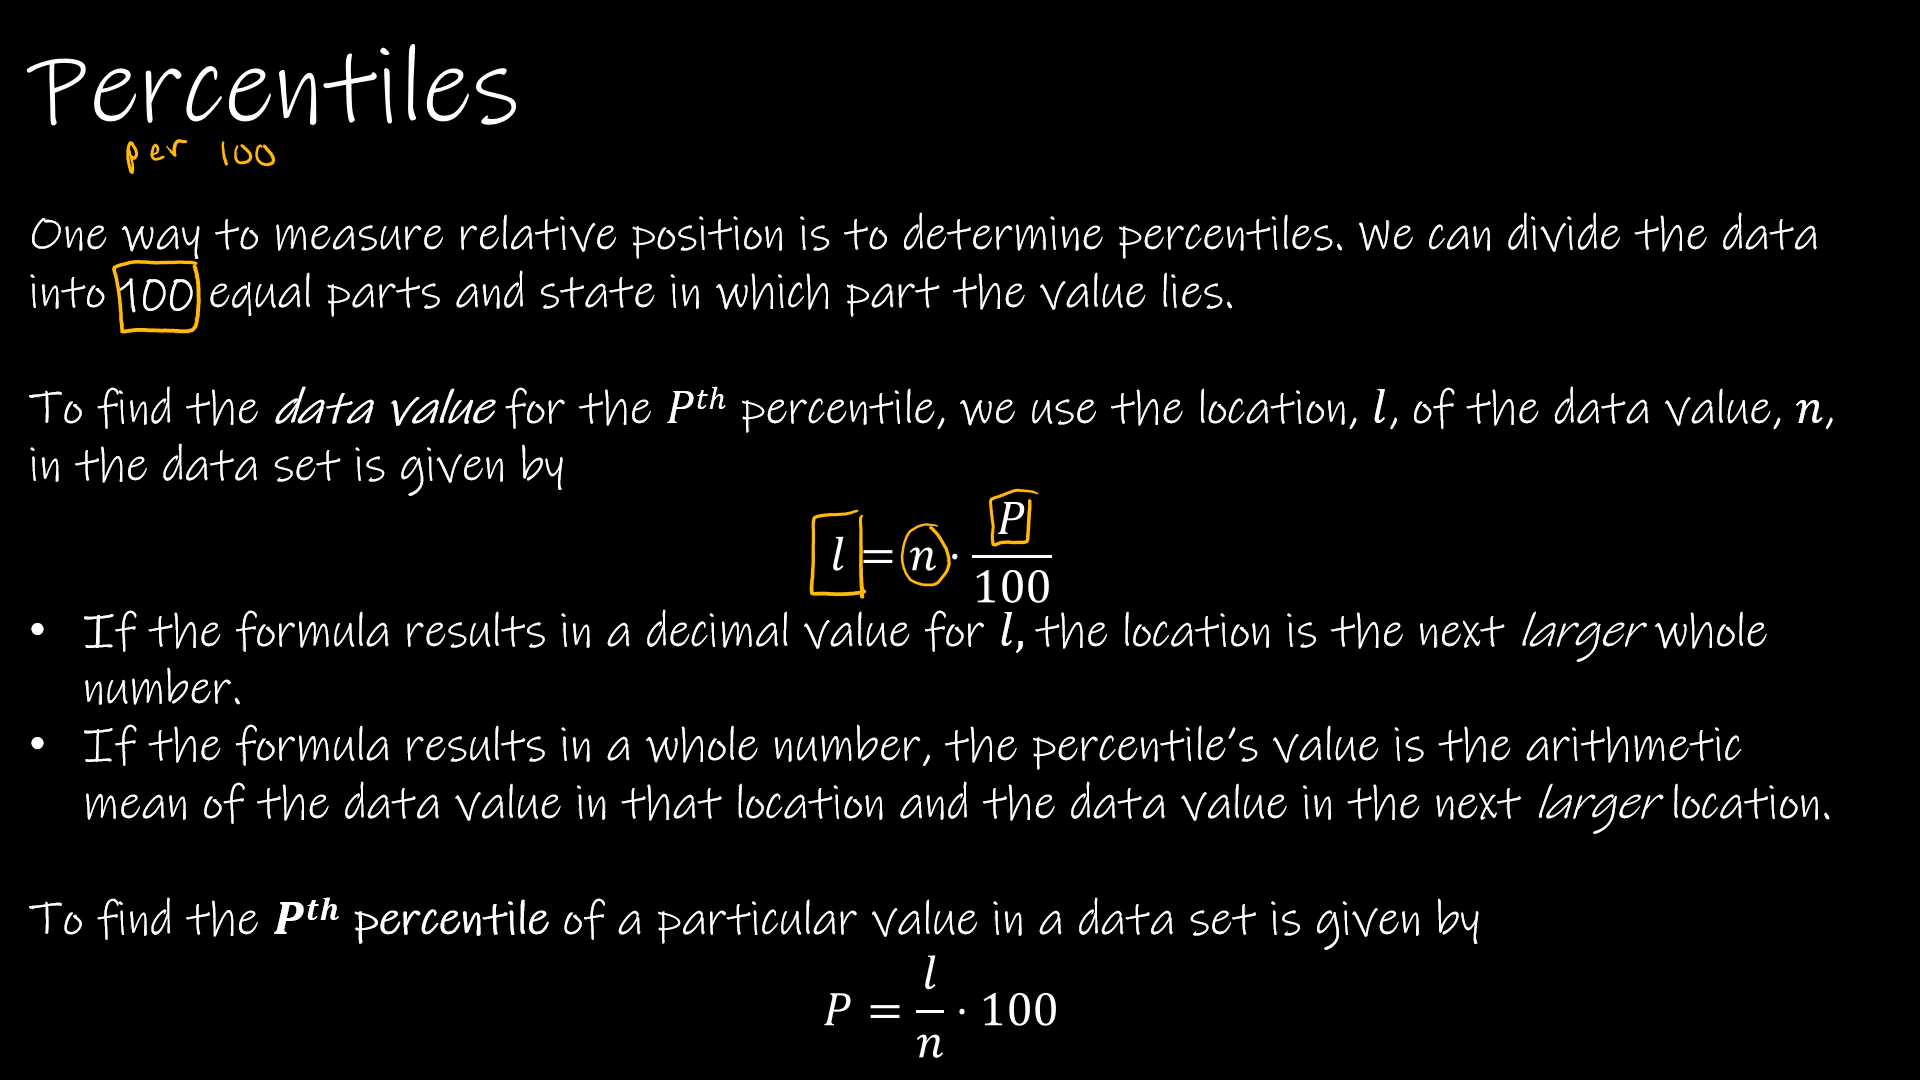 Percentiles
per 100
One way to measure relative position is to determine percentiles. We can divide the data
into 100 equal parts and state in which part the value lies.
To find the data value for the Pᵗʰ percentile, we use the location, l, of the data value, n,
in the data set is given by
l = n · P/100
• If the formula results in a decimal value for l, the location is the next larger whole
number.
• If the formula results in a whole number, the percentile’s value is the arithmetic
mean of the data value in that location and the data value in the next larger location.
To find the Pᵗʰ percentile of a particular value in a data set is given by
P = l/n · 100